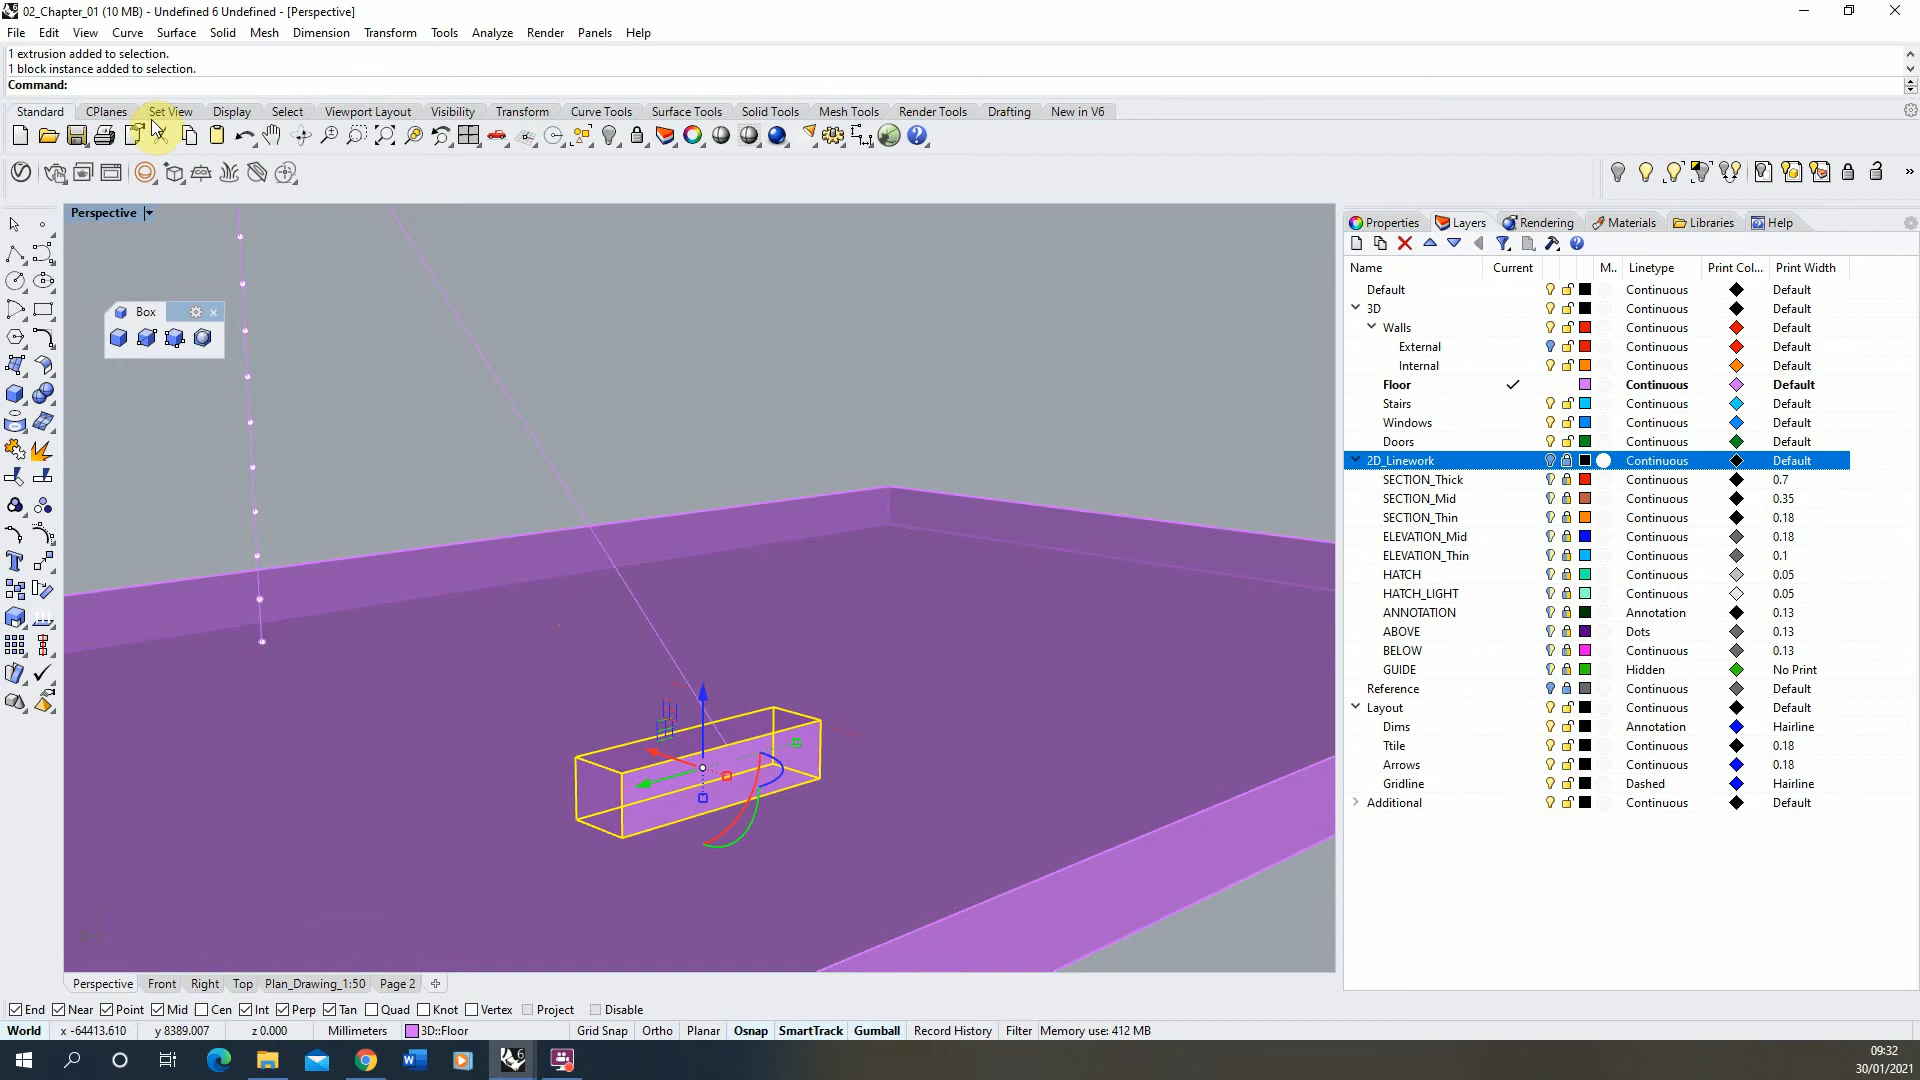 02_Chapter_01 (10 MB) - Undefined 6 Undefined - [Perspective]
File Edit View Curve Surface Solid Mesh Dimension Transform Tools Analyze Render Panels Help
1 extrusion added to selection.
1 block instance added to selection.
Command:
Standard CPlanes Set View Display Select Viewport Layout Visibility Transform Curve Tools Surface Tools Solid Tools Mesh Tools Render Tools Drafting New in V6
Perspective
Box
Properties Layers Rendering Materials Libraries Help
Name Current M.. Linetype Print Col... Print Width
Default Continuous Default
3D Continuous Default
Walls Continuous Default
External Continuous Default
Internal Continuous Default
Floor Continuous Default
Stairs Continuous Default
Windows Continuous Default
Doors Continuous Default
2D_Linework Continuous Default
SECTION_Thick Continuous 0.7
SECTION_Mid Continuous 0.35
SECTION_Thin Continuous 0.18
ELEVATION_Mid Continuous 0.18
ELEVATION_Thin Continuous 0.1
HATCH Continuous 0.05
HATCH_LIGHT Continuous 0.05
ANNOTATION Annotation 0.13
ABOVE Dots 0.13
BELOW Continuous 0.13
GUIDE Hidden No Print
Reference Continuous Default
Layout Continuous Default
Dims Annotation Hairline
Ttile Continuous 0.18
Arrows Continuous 0.18
Gridline Dashed Hairline
Additional Continuous Default
Perspective Front Right Top Plan_Drawing_1:50 Page 2
End Near Point Mid Cen Int Perp Tan Quad Knot Vertex Project Disable
World x -64413.610 y 8389.007 z 0.000 Millimeters 3D::Floor Grid Snap Ortho Planar Osnap SmartTrack Gumball Record History Filter Memory use: 412 MB
09:32
30/01/2021